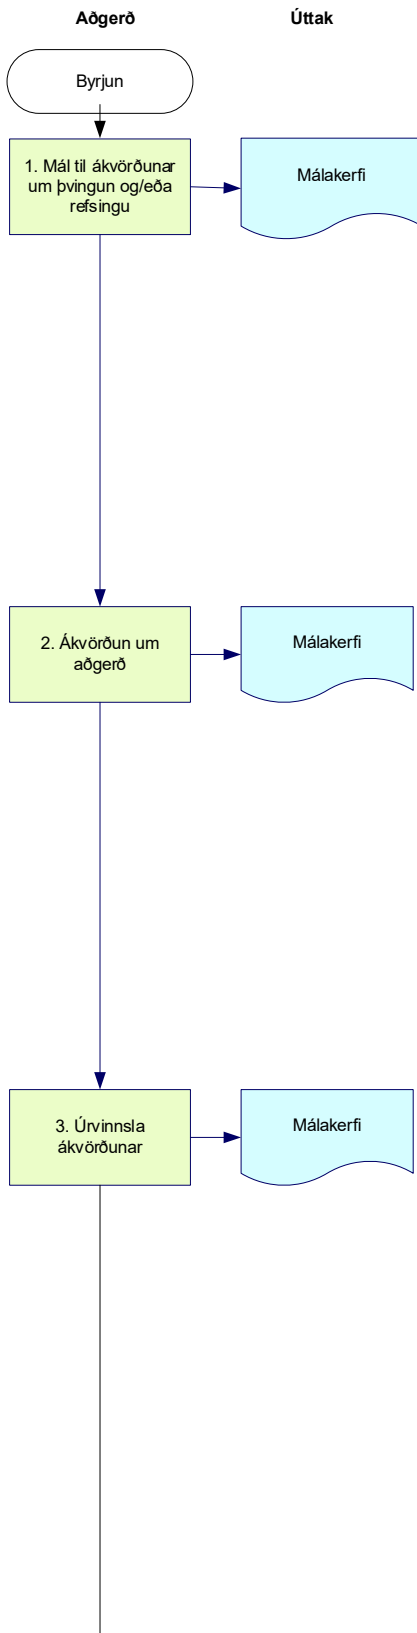 Aðgerð Úttak
Byrjun
1. Mál til ákvörðunar
um þvingun og/eða
refsingu
Málakerfi
2. Ákvörðun um
aðgerð
Málakerfi
3. Úrvinnsla
ákvörðunar
Málakerfi